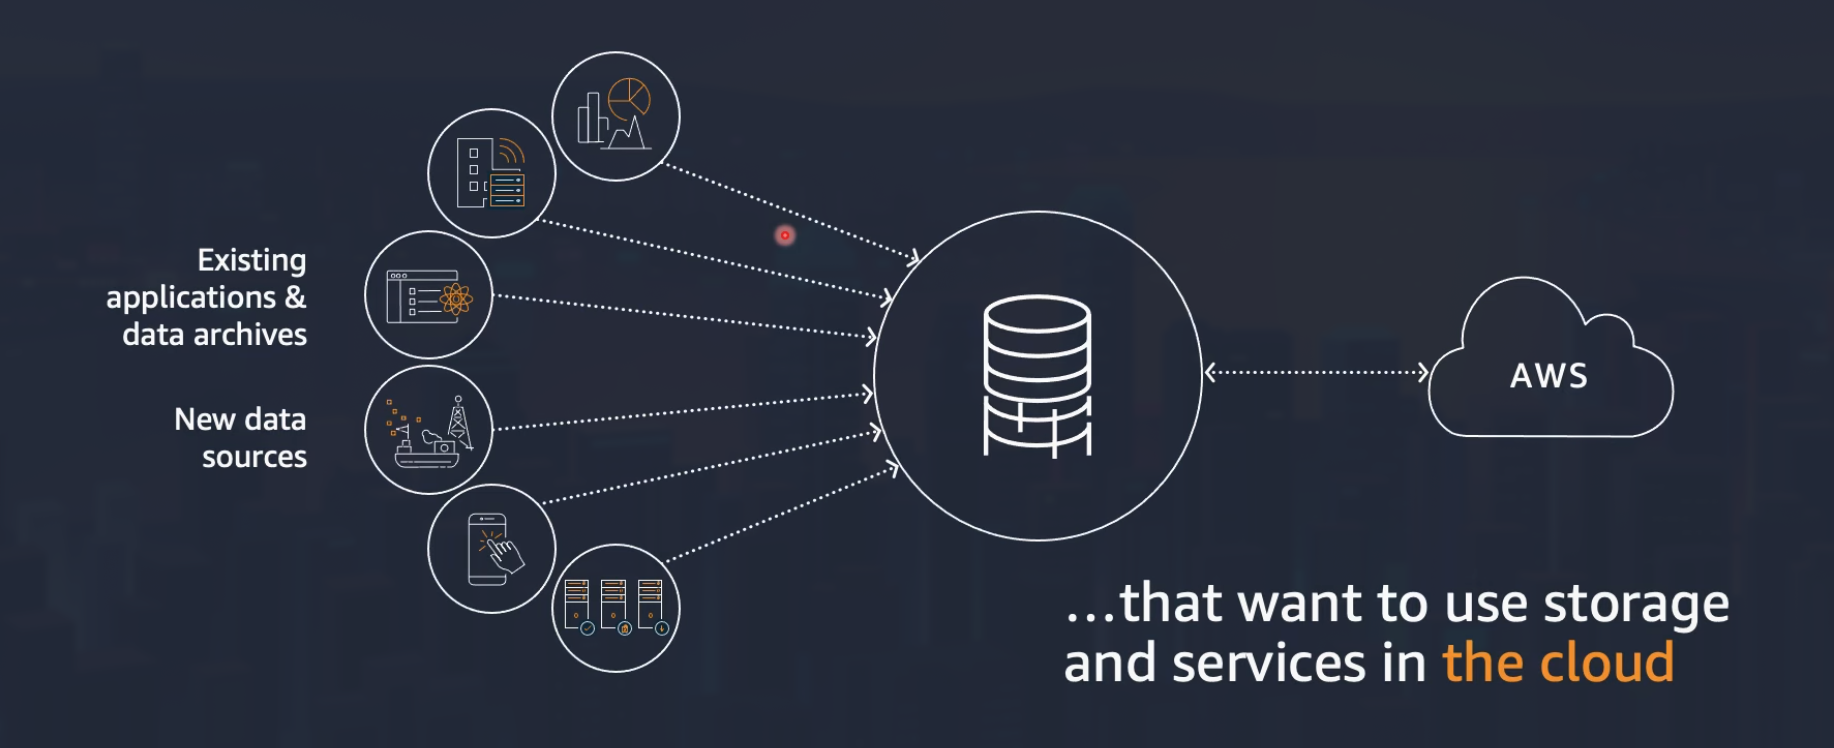 Existing
applications &
data archives
New data
sources
AWS
...that want to use storage
and services in the cloud